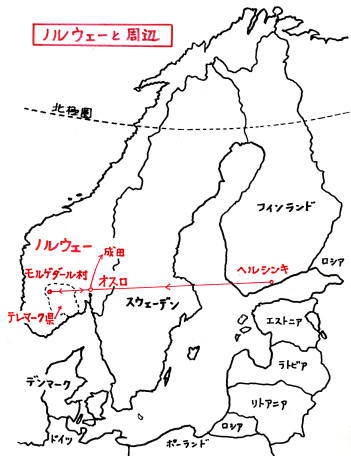 ノルウェーと周辺
北極圏
フィンランド
ノルウェー
成田
ロシア
モルゲダール村
オスロ
ヘルシンキ
テレマーク県
スウェーデン
エストニア
ラトビア
デンマーク
リトアニア
ロシア
ドイツ
ポーランド